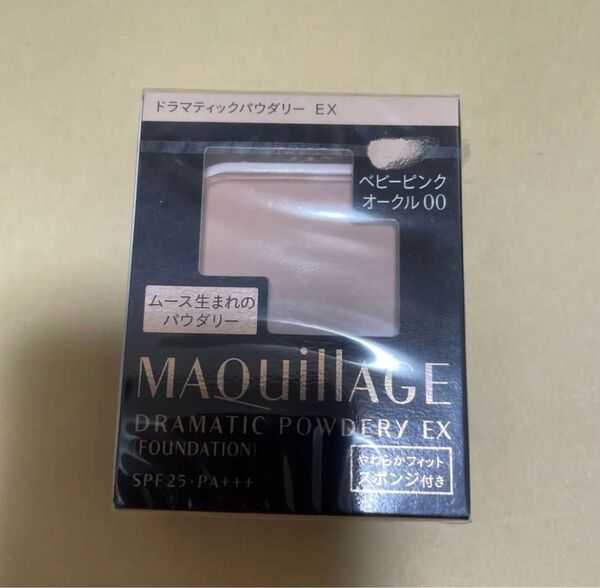 ドラマティックパウダリー EX
ベビーピンク
オークル00
ムース生まれの
パウダリー
MAQuillAGE
DRAMATIC POWDERY EX
(FOUNDATION)
SPF25・PA+++
やわらかフィット
スポンジ付き